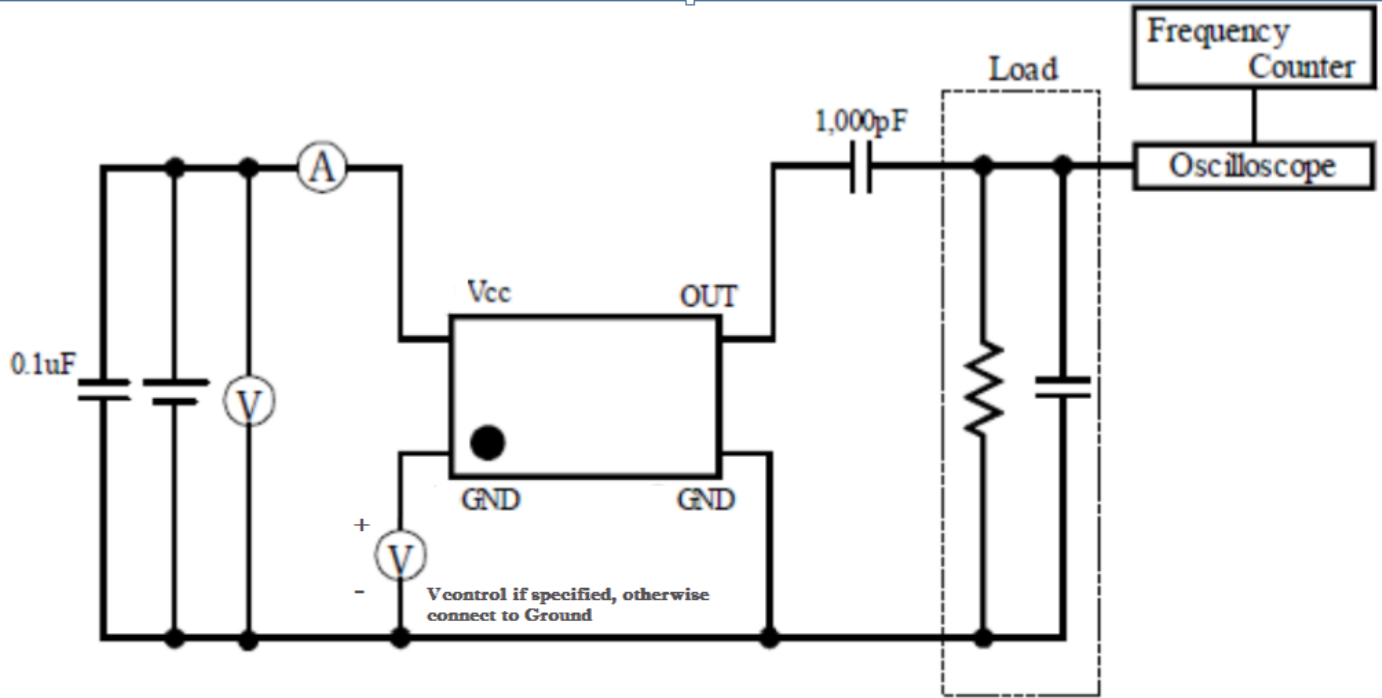 Frequency
Counter
Load
1,000pF
Oscilloscope
A
Vcc
OUT
0.1uF
V
GND
GND
+
V
-
Vcontrol if specified, otherwise
connect to Ground